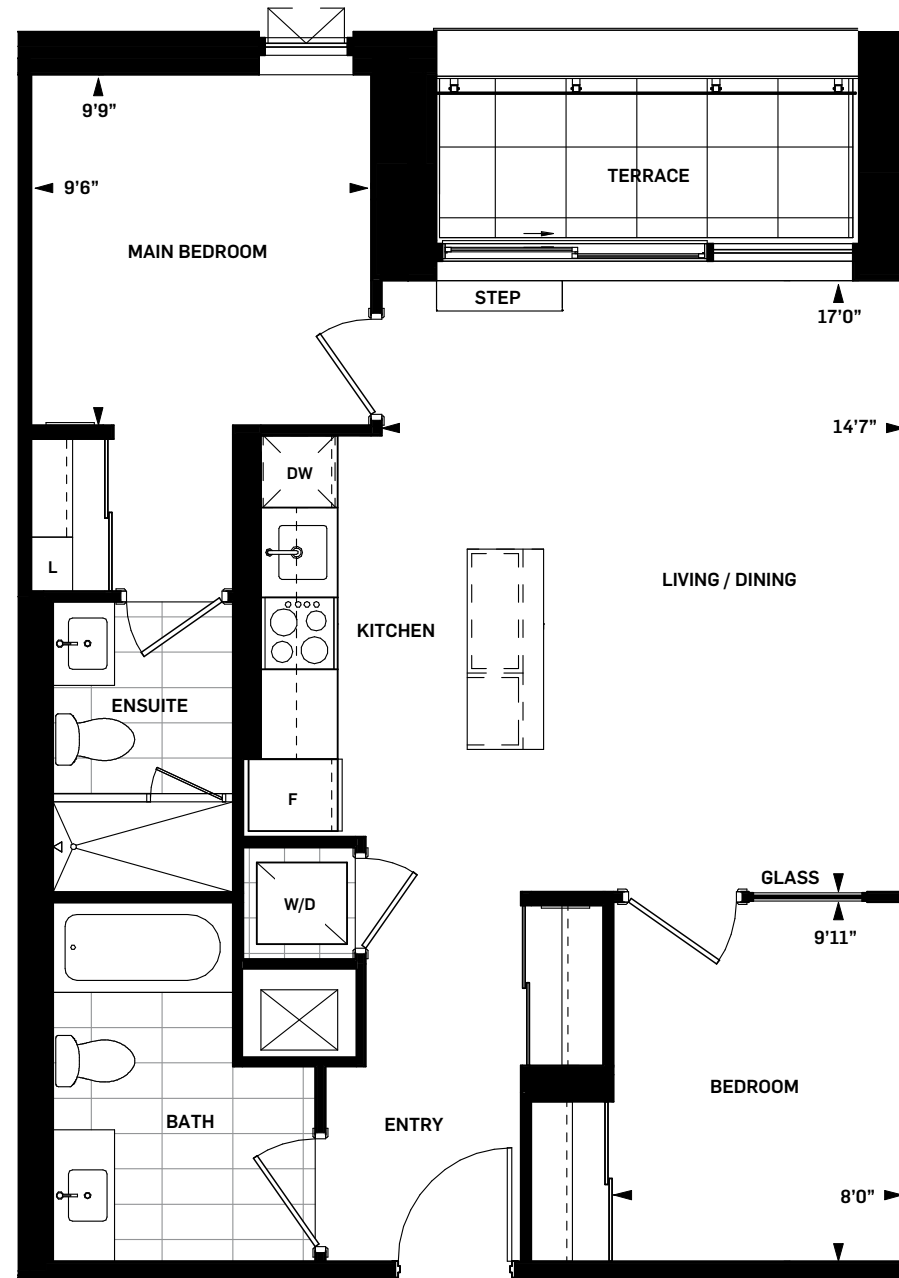 9’9”
9’6”
TERRACE
MAIN BEDROOM
STEP
17’0”
14’7”
DW
L
LIVING / DINING
KITCHEN
ENSUITE
F
GLASS
W/D
9’11”
BEDROOM
BATH
ENTRY
8’0”